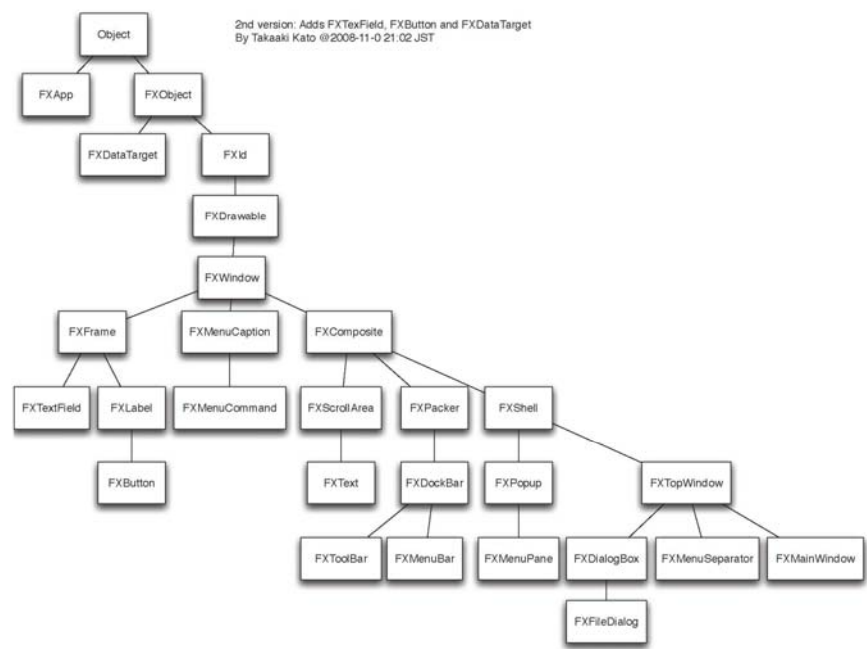 2nd version: Adds FXTexField, FXButton and FXDataTarget
By Takaaki Kato @2008-11-0 21:02 JST
Object
FXApp
FXObject
FXDataTarget
FXId
FXDrawable
FXWindow
FXFrame
FXMenuCaption
FXComposite
FXTextField
FXLabel
FXMenuCommand
FXScrollArea
FXPacker
FXShell
FXButton
FXText
FXDockBar
FXPopup
FXTopWindow
FXToolBar
FXMenuBar
FXMenuPane
FXDialogBox
FXMenuSeparator
FXMainWindow
FXFileDialog